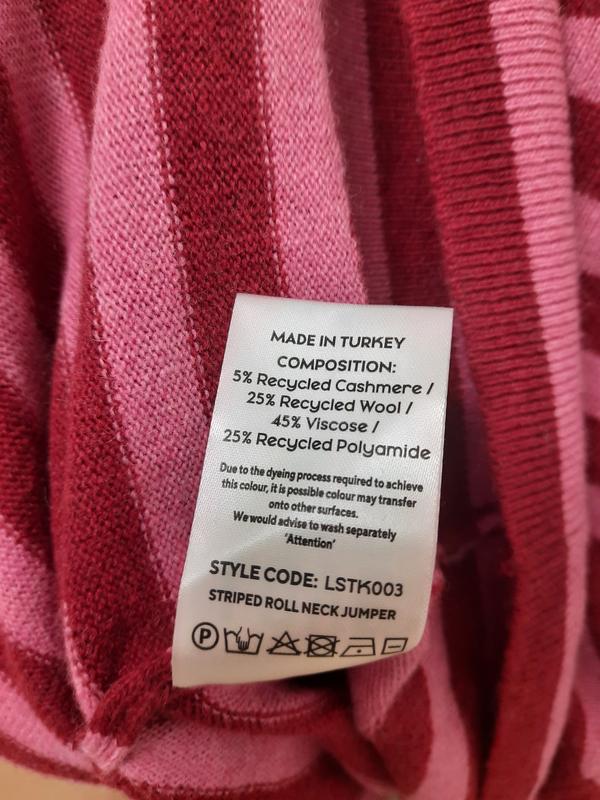 MADE IN TURKEY
COMPOSITION:
5% Recycled Cashmere /
25% Recycled Wool /
45% Viscose /
25% Recycled Polyamide
Due to the dyeing process required to achieve
this colour, it is possible colour may transfer
onto other surfaces.
We would advise to wash separately
'Attention'
STYLE CODE: LSTK003
STRIPED ROLL NECK JUMPER
P